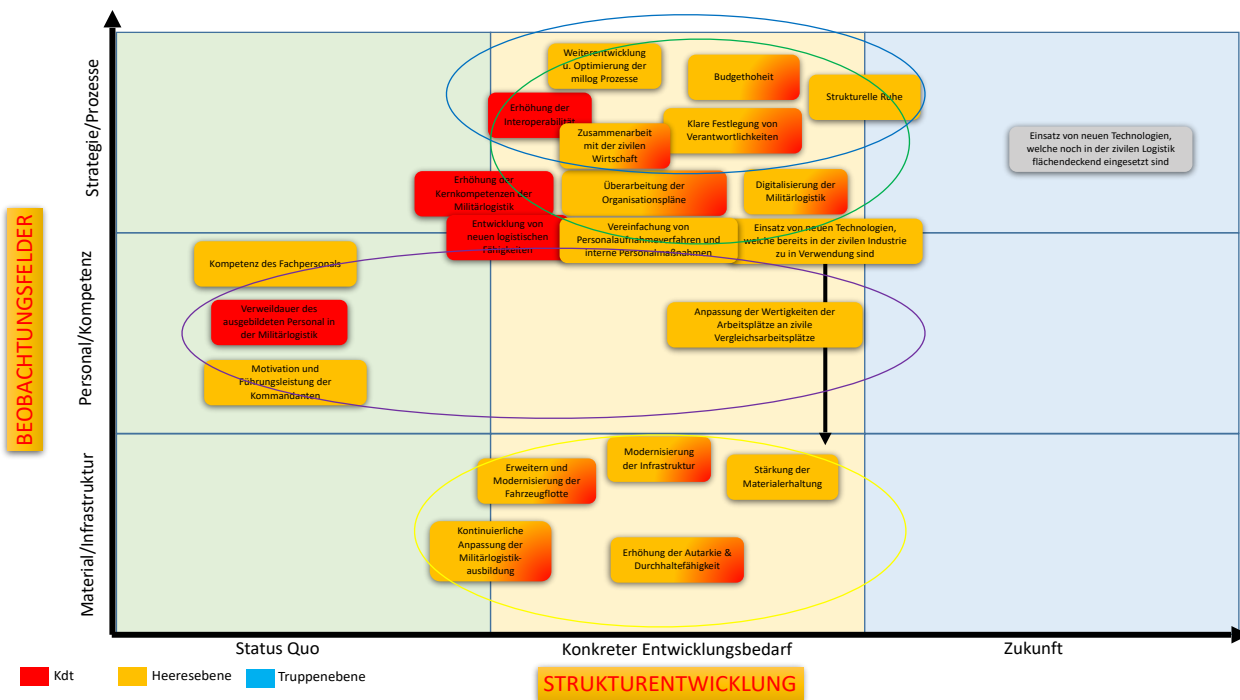 Strategie/Prozesse
Weiterentwicklung
u. Optimierung der
millog Prozesse
Budgethoheit
Strukturelle Ruhe
Erhöhung der
Interoperabilität
Klare Festlegung von
Verantwortlichkeiten
Zusammenarbeit
mit der zivilen
Wirtschaft
Einsatz von neuen Technologien,
welche noch in der zivilen Logistik
flächendeckend eingesetzt sind
Erhöhung der
Kernkompetenzen der
Militärlogistik
Überarbeitung der
Organisationspläne
Digitalisierung der
Militärlogistik
Entwicklung von
neuen logistischen
Fähigkeiten
Vereinfachung von
Personalaufnahmeverfahren und
interne Personalmaßnahmen
Einsatz von neuen Technologien,
welche bereits in der zivilen Industrie
zu in Verwendung sind
BEOBACHTUNGSFELDER
Personal/Kompetenz
Kompetenz des Fachpersonals
Verweildauer des
ausgebildeten Personal in
der Militärlogistik
Anpassung der Wertigkeiten der
Arbeitsplätze an zivile
Vergleichsarbeitsplätze
Motivation und
Führungsleistung der
Kommandanten
Material/Infrastruktur
Erweitern und
Modernisierung der
Fahrzeugflotte
Modernisierung
der Infrastruktur
Stärkung der
Materialerhaltung
Kontinuierliche
Anpassung der
Militärlogistik-
ausbildung
Erhöhung der Autarkie &
Durchhaltefähigkeit
Status Quo
Konkreter Entwicklungsbedarf
Zukunft
Kdt
Heeresebene
Truppenebene
STRUKTURENTWICKLUNG